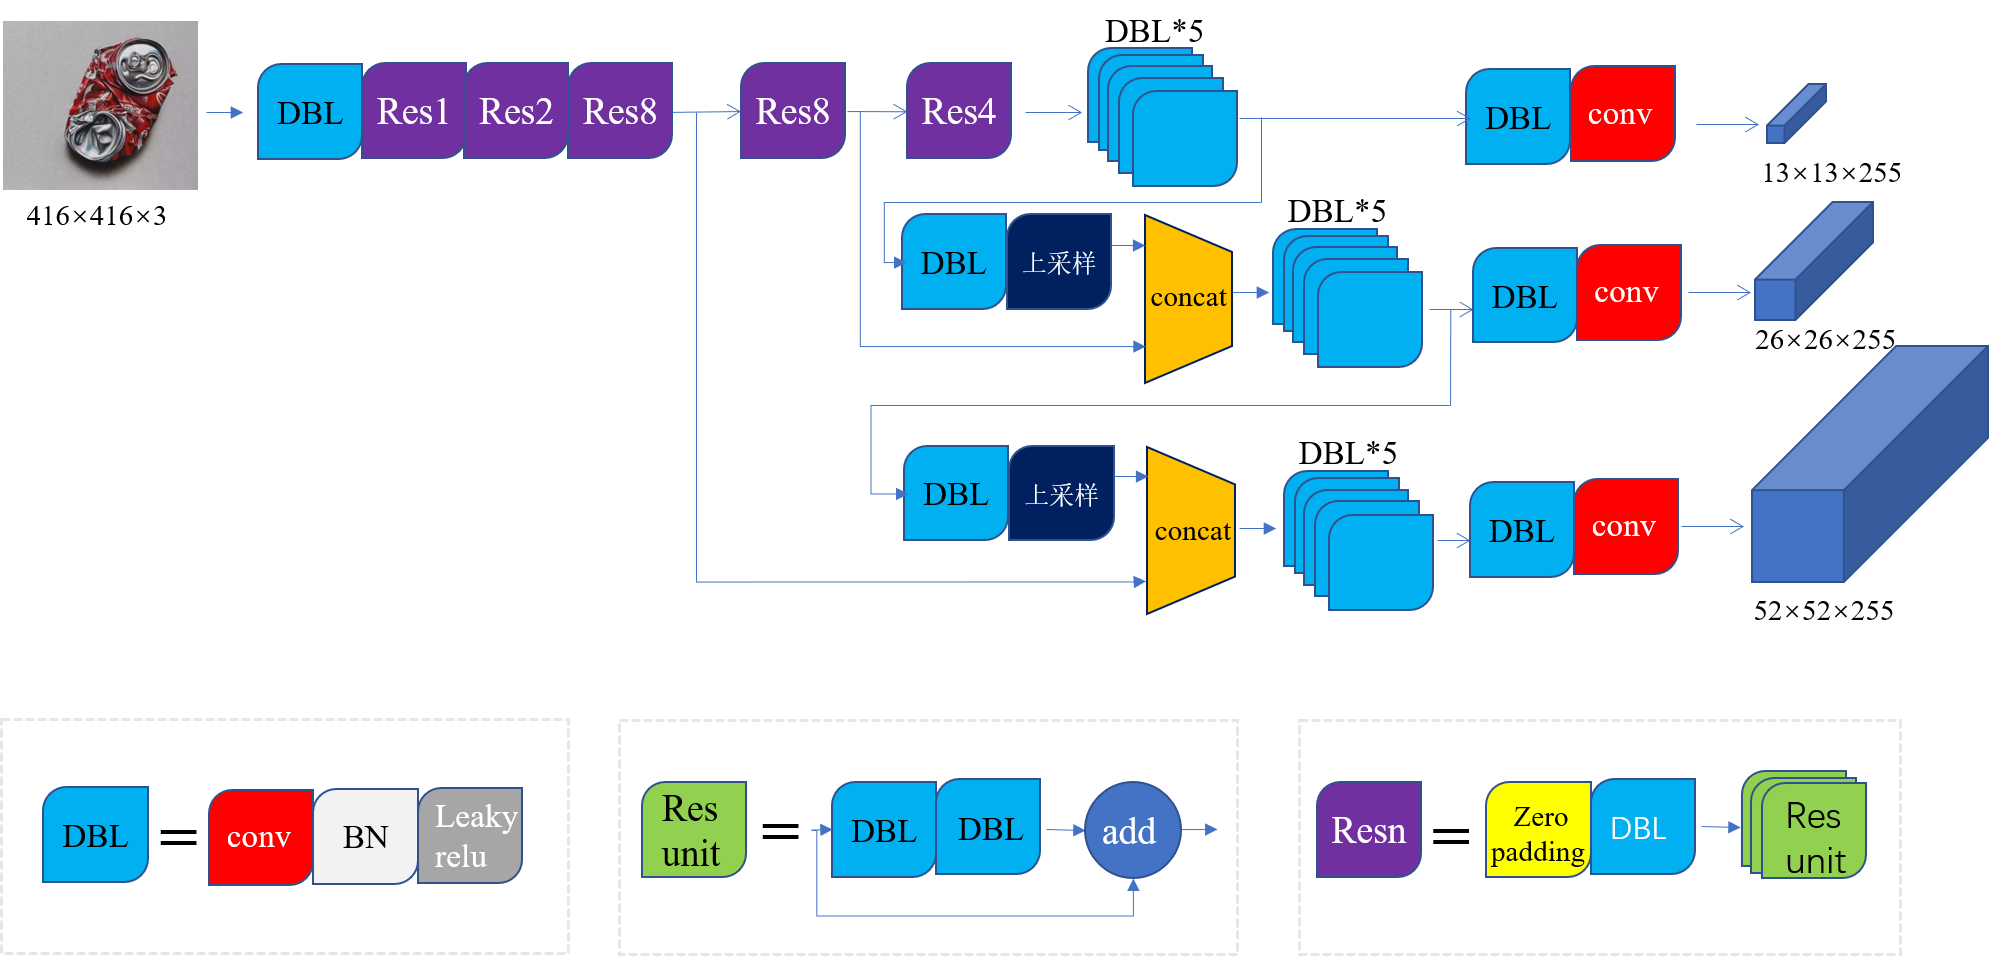 DBL*5
DBL
Res1
Res2
Res8
Res8
Res4
DBL
conv
416×416×3
13×13×255
DBL*5
DBL
上采样
concat
DBL
conv
26×26×255
DBL*5
DBL
上采样
concat
DBL
conv
52×52×255
DBL
=
conv
BN
Leaky
relu
Res
unit
=
DBL
DBL
add
Resn
=
Zero
padding
DBL
Res
unit